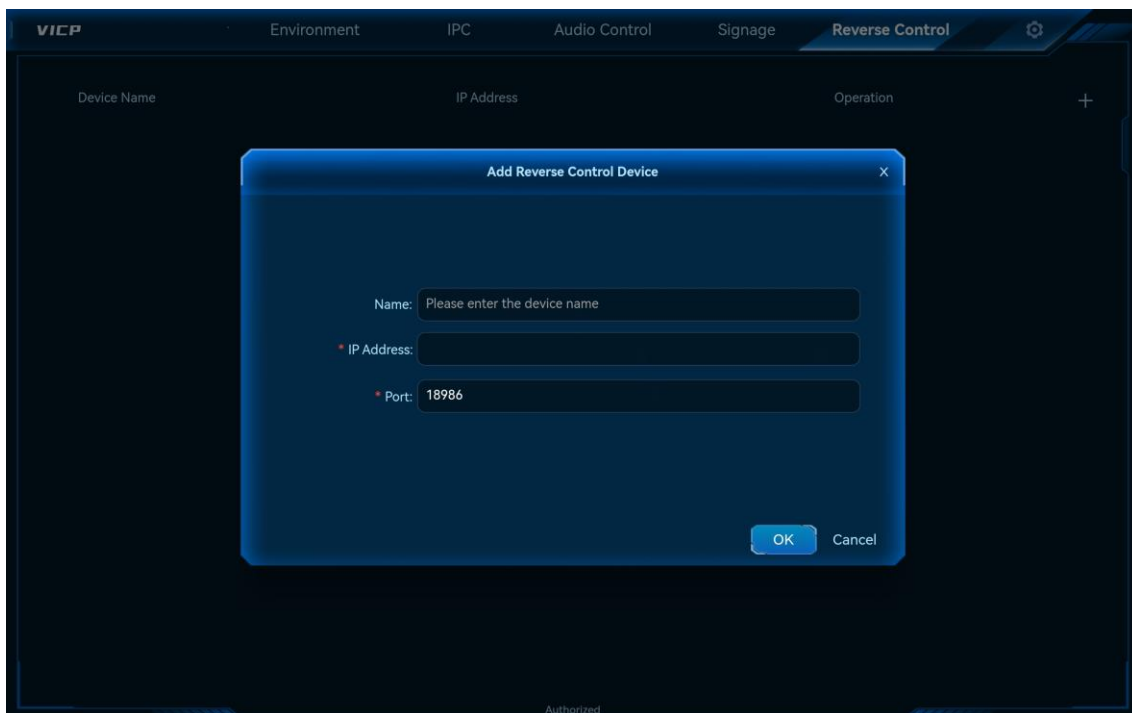 VICP Environment IPC Audio Control Signage Reverse Control
Device Name IP Address Operation +
Add Reverse Control Device X
Name: Please enter the device name
* IP Address:
* Port: 18986
OK Cancel
Authorized